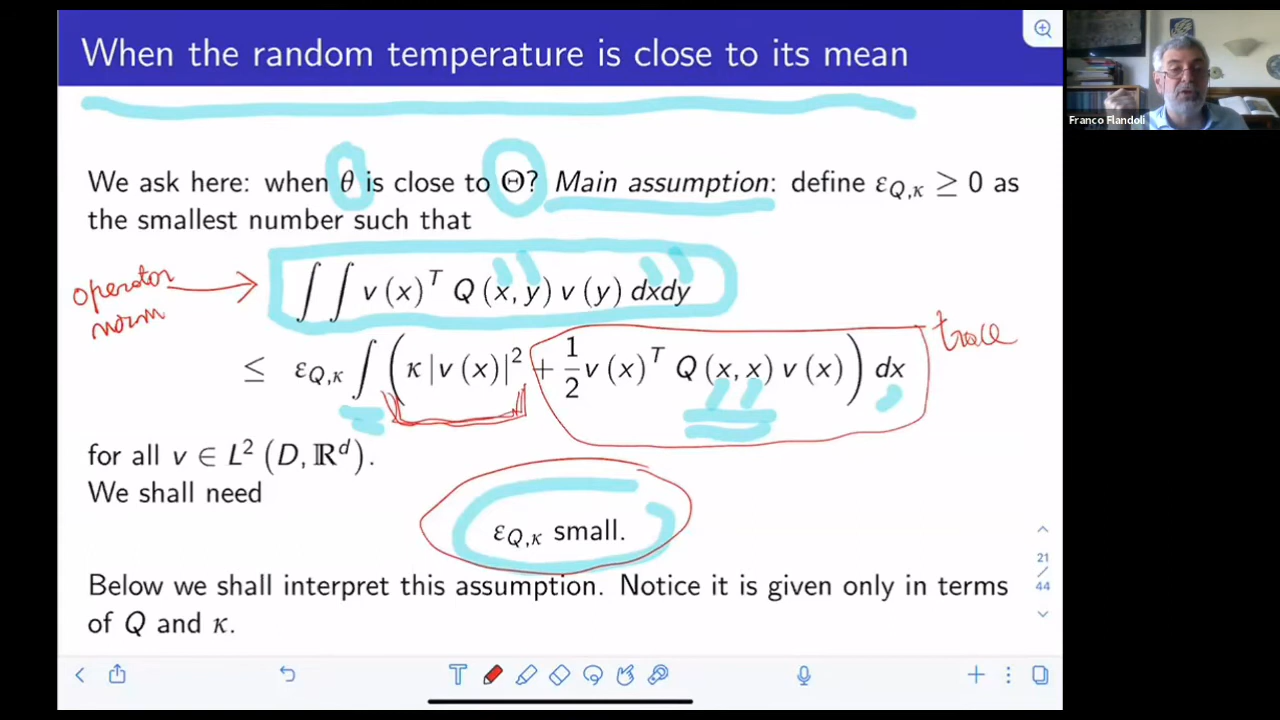 When the random temperature is close to its mean
Franco Flandoli
We ask here: when θ is close to Θ? Main assumption: define ε_{Q,κ} ≥ 0 as
the smallest number such that
operator
norm
∫ ∫ v (x)^T Q (x, y) v (y) dxdy
≤ ε_{Q,κ} ∫ ( κ |v (x)|^2 + 1/2 v (x)^T Q (x, x) v (x) ) dx
trace
for all v ∈ L^2 (D, ℝ^d).
We shall need
ε_{Q,κ} small.
21
/
44
Below we shall interpret this assumption. Notice it is given only in terms
of Q and κ.